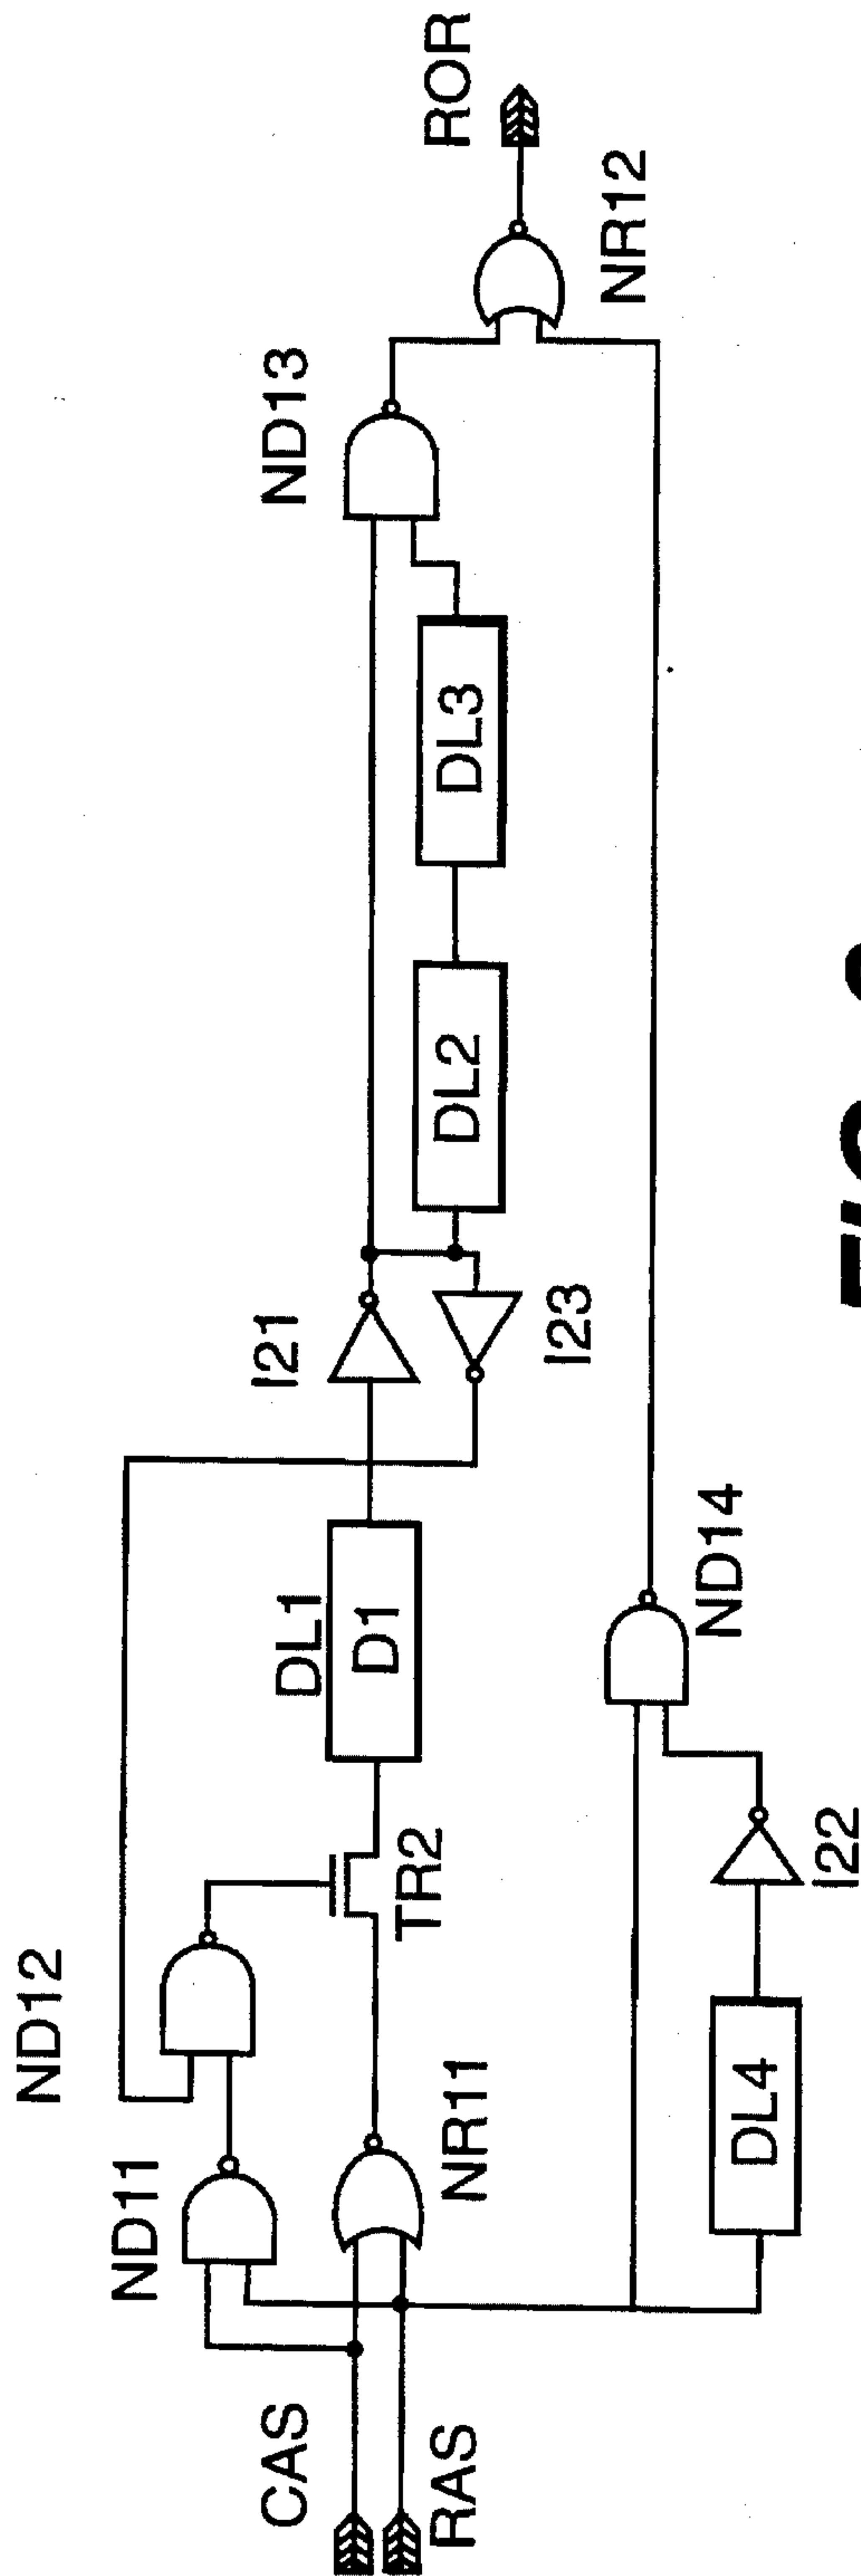 CAS
RAS
ND11
ND12
NR11
TR2
DL1
D1
DL4
I22
ND14
I21
I23
DL2
DL3
ND13
NR12
ROR